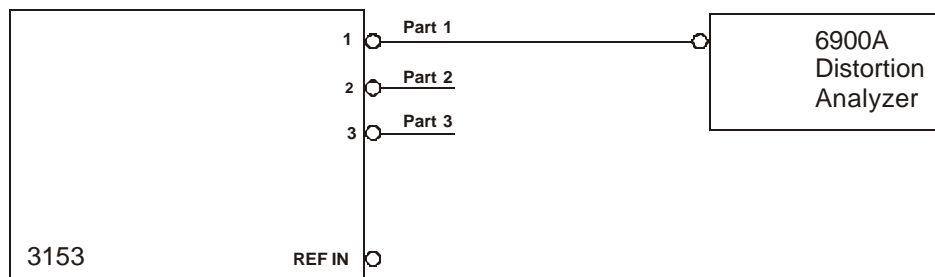 1
Part 1
2
Part 2
3
Part 3
3153
REF IN
6900A
Distortion
Analyzer